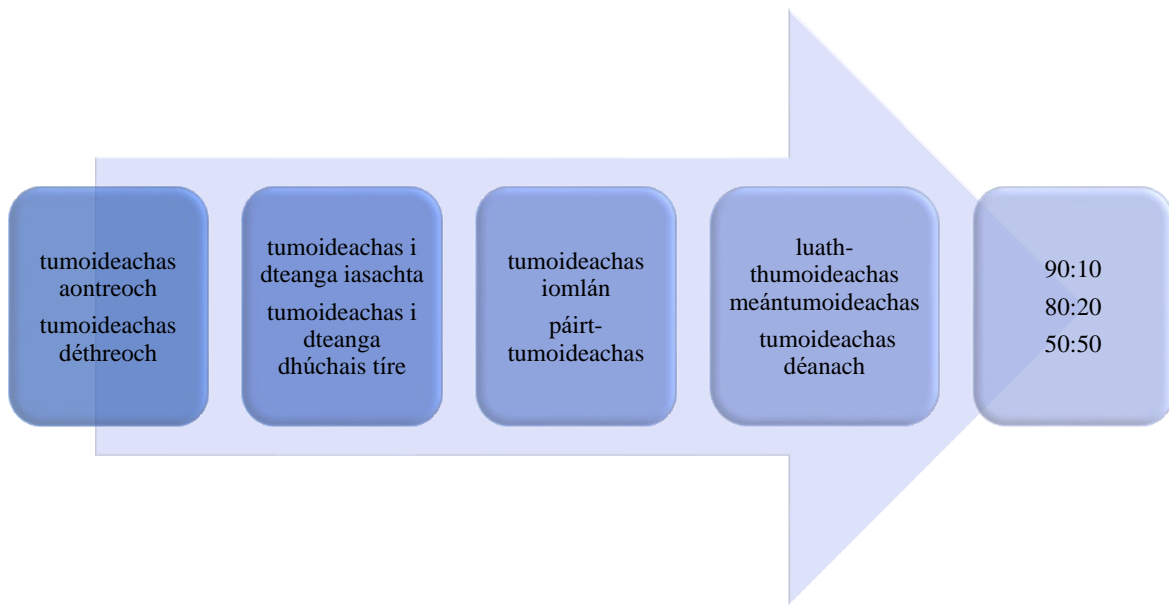 tumoideachas
aontreoch
tumoideachas
déthreoch
tumoideachas i
dteanga iasachta
tumoideachas i
dteanga
dhúchais tíre
tumoideachas
iomlán
páirt-
tumoideachas
luath-
thumoideachas
meántumoideachas
tumoideachas
déanach
90:10
80:20
50:50